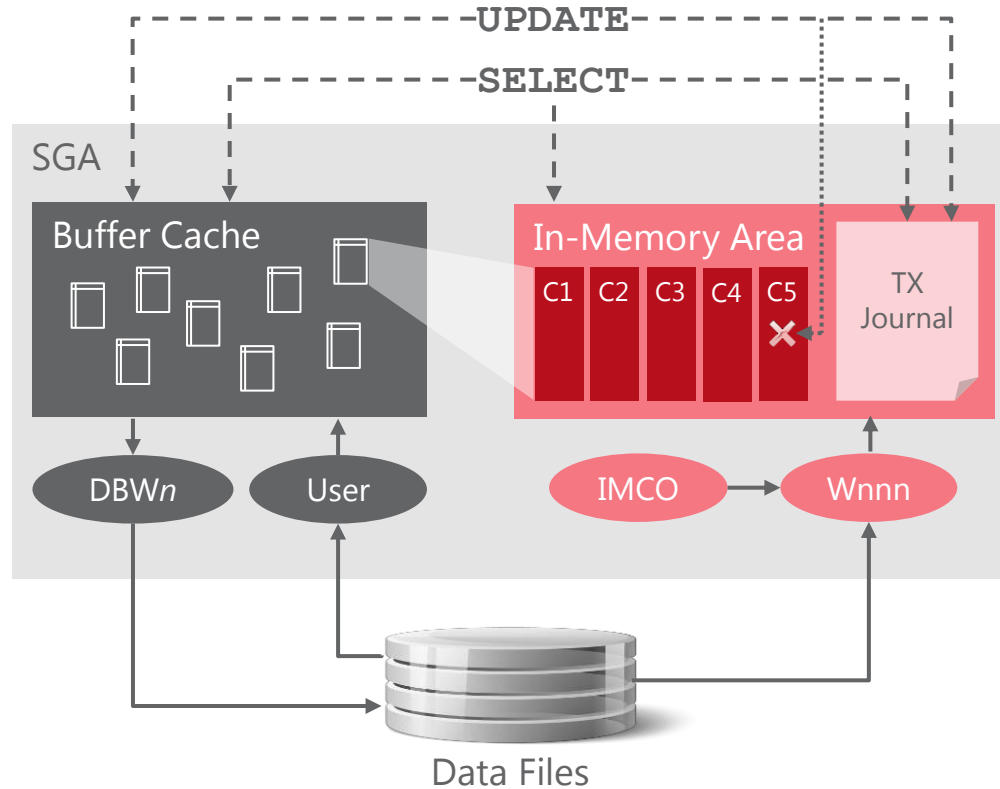 UPDATE
SELECT
SGA
Buffer Cache
In-Memory Area
C1 C2 C3 C4 C5
TX
Journal
DBWn
User
IMCO
Wnnn
Data Files